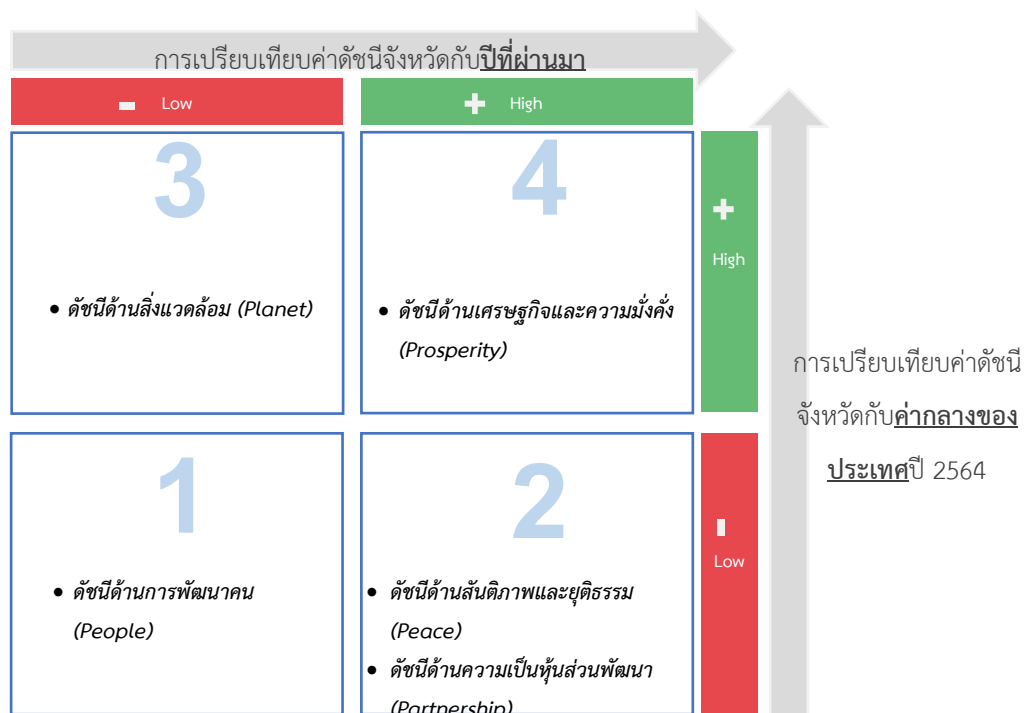 การเปรียบเทียบค่าดัชนีจังหวัดกับปีที่ผ่านมา
Low
High
3
4
High
• ดัชนีด้านสิ่งแวดล้อม (Planet)
• ดัชนีด้านเศรษฐกิจและความมั่งคั่ง
(Prosperity)
การเปรียบเทียบค่าดัชนี
จังหวัดกับค่ากลางของ
ประเทศปี 2564
1
2
Low
• ดัชนีด้านการพัฒนาคน
(People)
• ดัชนีด้านสันติภาพและยุติธรรม
(Peace)
• ดัชนีด้านความเป็นหุ้นส่วนพัฒนา
(Partnership)